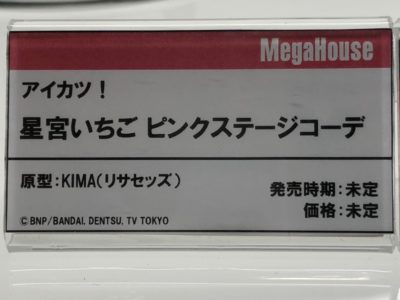 MegaHouse
アイカツ！
星宮いちご ピンクステージコーデ
原型：KIMA（リサセッズ）
発売時期：未定
価格：未定
© BNP/BANDAI, DENTSU, TV TOKYO